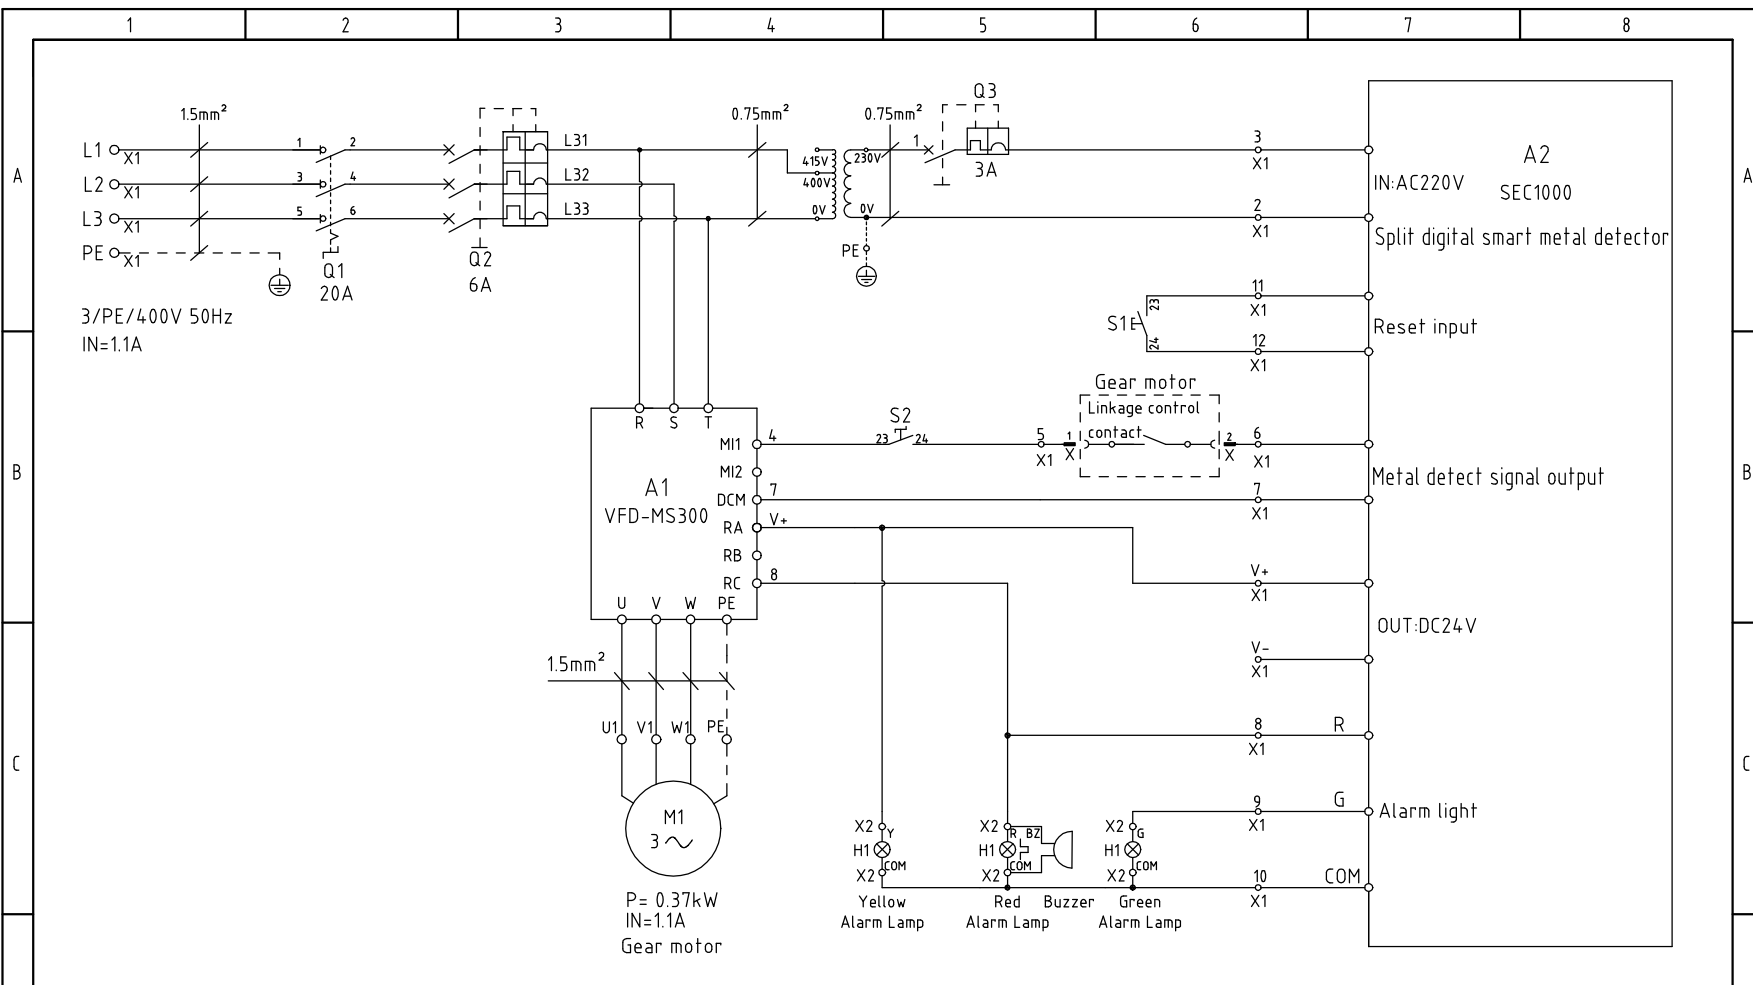 1 2 3 4 5 6 7 8
A A
B B
C C
1.5mm²
L1 X1
L2 X1
L3 X1
PE X1
1 2
3 4
5 6
Q1
20A
Q2
6A
3/PE/400V 50Hz
IN=1.1A
L31
L32
L33
0.75mm²
0.75mm²
415V
400V
0V
230V
0V
PE
1
Q3
3A
3
X1
2
X1
IN:AC220V
A2
SEC1000
Split digital smart metal detector
11
X1
S1
23
24
12
X1
Reset input
Gear motor
Linkage control
contact
R S T
A1
VFD-MS300
MI1
MI2
DCM
RA
RB
RC
U V W PE
4
7
V+
8
S2
23 24
5
X1
1
X
2
X
6
X1
7
X1
Metal detect signal output
V+
X1
OUT:DC24V
V-
X1
1.5mm²
U1 V1 W1 PE
M1
3
P= 0.37kW
IN=1.1A
Gear motor
8
X1
R
9
X1
G
Alarm light
10
X1
COM
X2 Y
H1
X2 COM
Yellow
Alarm Lamp
X2 R BZ
H1
X2 COM
Red
Alarm Lamp
Buzzer
X2 G
H1
X2 COM
Green
Alarm Lamp